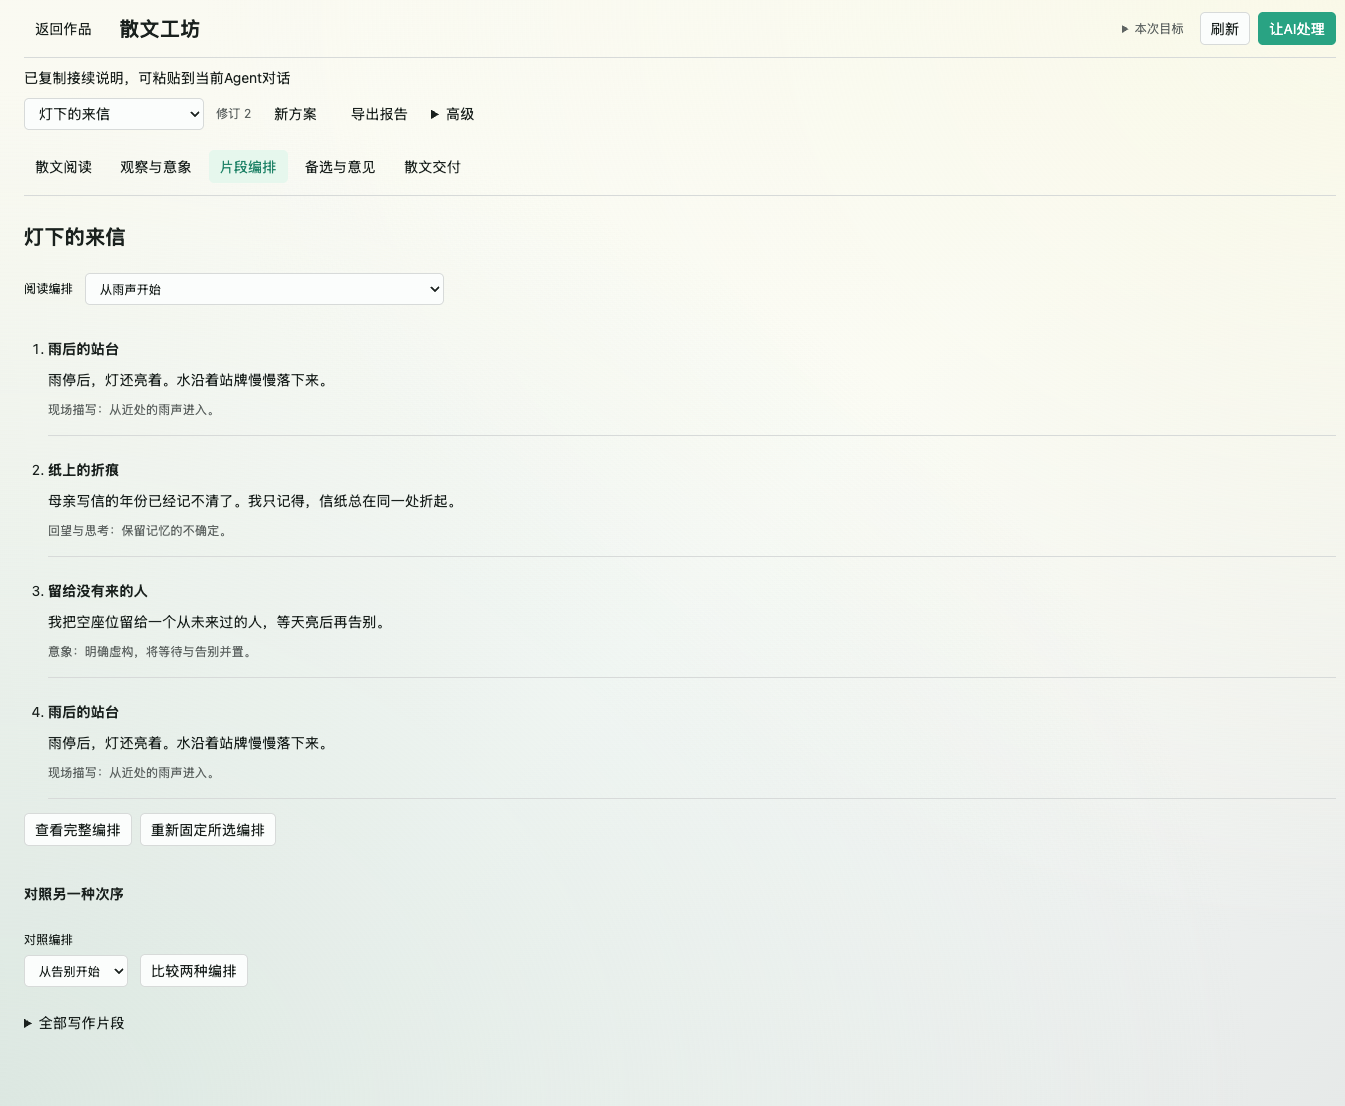 返回作品
散文工坊
本次目标
刷新
让AI处理
已复制接续说明，可粘贴到当前Agent对话
灯下的来信
修订 2
新方案
导出报告
高级
散文阅读
观察与意象
片段编排
备选与意见
散文交付
灯下的来信
阅读编排
从雨声开始
1. 雨后的站台
雨停后，灯还亮着。水沿着站牌慢慢落下来。
现场描写：从近处的雨声进入。
2. 纸上的折痕
母亲写信的年份已经记不清了。我只记得，信纸总在同一处折起。
回望与思考：保留记忆的不确定。
3. 留给没有来的人
我把空座位留给一个从未来过的人，等天亮后再告别。
意象：明确虚构，将等待与告别并置。
4. 雨后的站台
雨停后，灯还亮着。水沿着站牌慢慢落下来。
现场描写：从近处的雨声进入。
查看完整编排
重新固定所选编排
对照另一种次序
对照编排
从告别开始
比较两种编排
全部写作片段